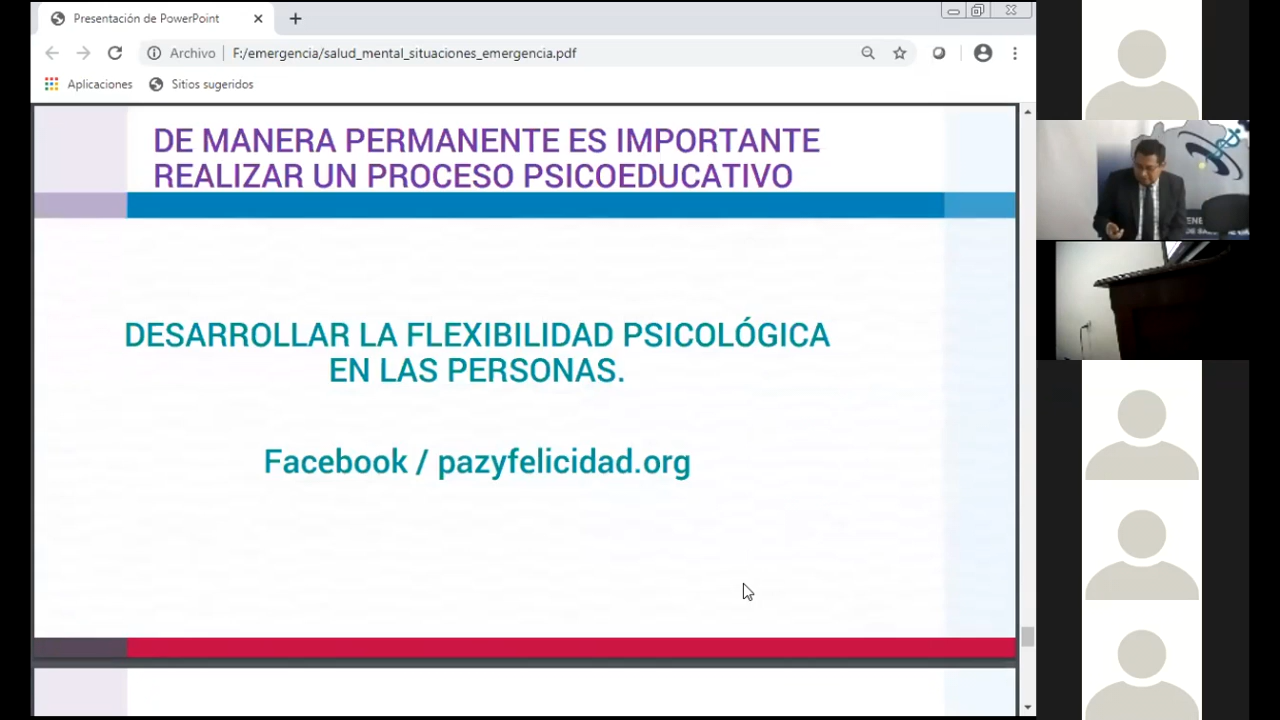 Presentación de PowerPoint
Archivo
F:/emergencia/salud_mental_situaciones_emergencia.pdf
Aplicaciones
Sitios sugeridos
DE MANERA PERMANENTE ES IMPORTANTE
REALIZAR UN PROCESO PSICOEDUCATIVO
DESARROLLAR LA FLEXIBILIDAD PSICOLÓGICA
EN LAS PERSONAS.
Facebook / pazyfelicidad.org